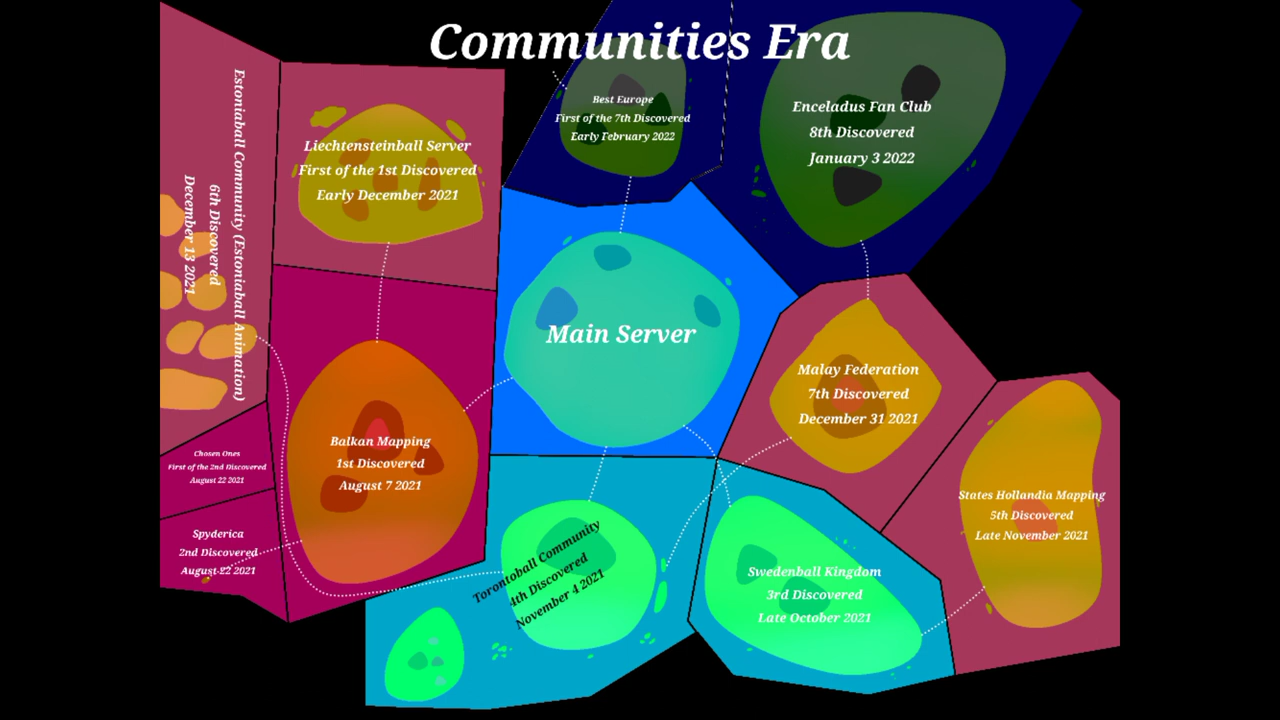 Communities Era
Estoniaball Community (Estoniaball Animation)
6th Discovered
December 13 2021
Liechtensteinball Server
First of the 1st Discovered
Early December 2021
Best Europe
First of the 7th Discovered
Early February 2022
Enceladus Fan Club
8th Discovered
January 3 2022
Main Server
Malay Federation
7th Discovered
December 31 2021
Balkan Mapping
1st Discovered
August 7 2021
Chosen Ones
First of the 2nd Discovered
August 22 2021
Spyderica
2nd Discovered
August 22 2021
Torontoball Community
4th Discovered
November 4 2021
Swedenball Kingdom
3rd Discovered
Late October 2021
States Hollandia Mapping
5th Discovered
Late November 2021